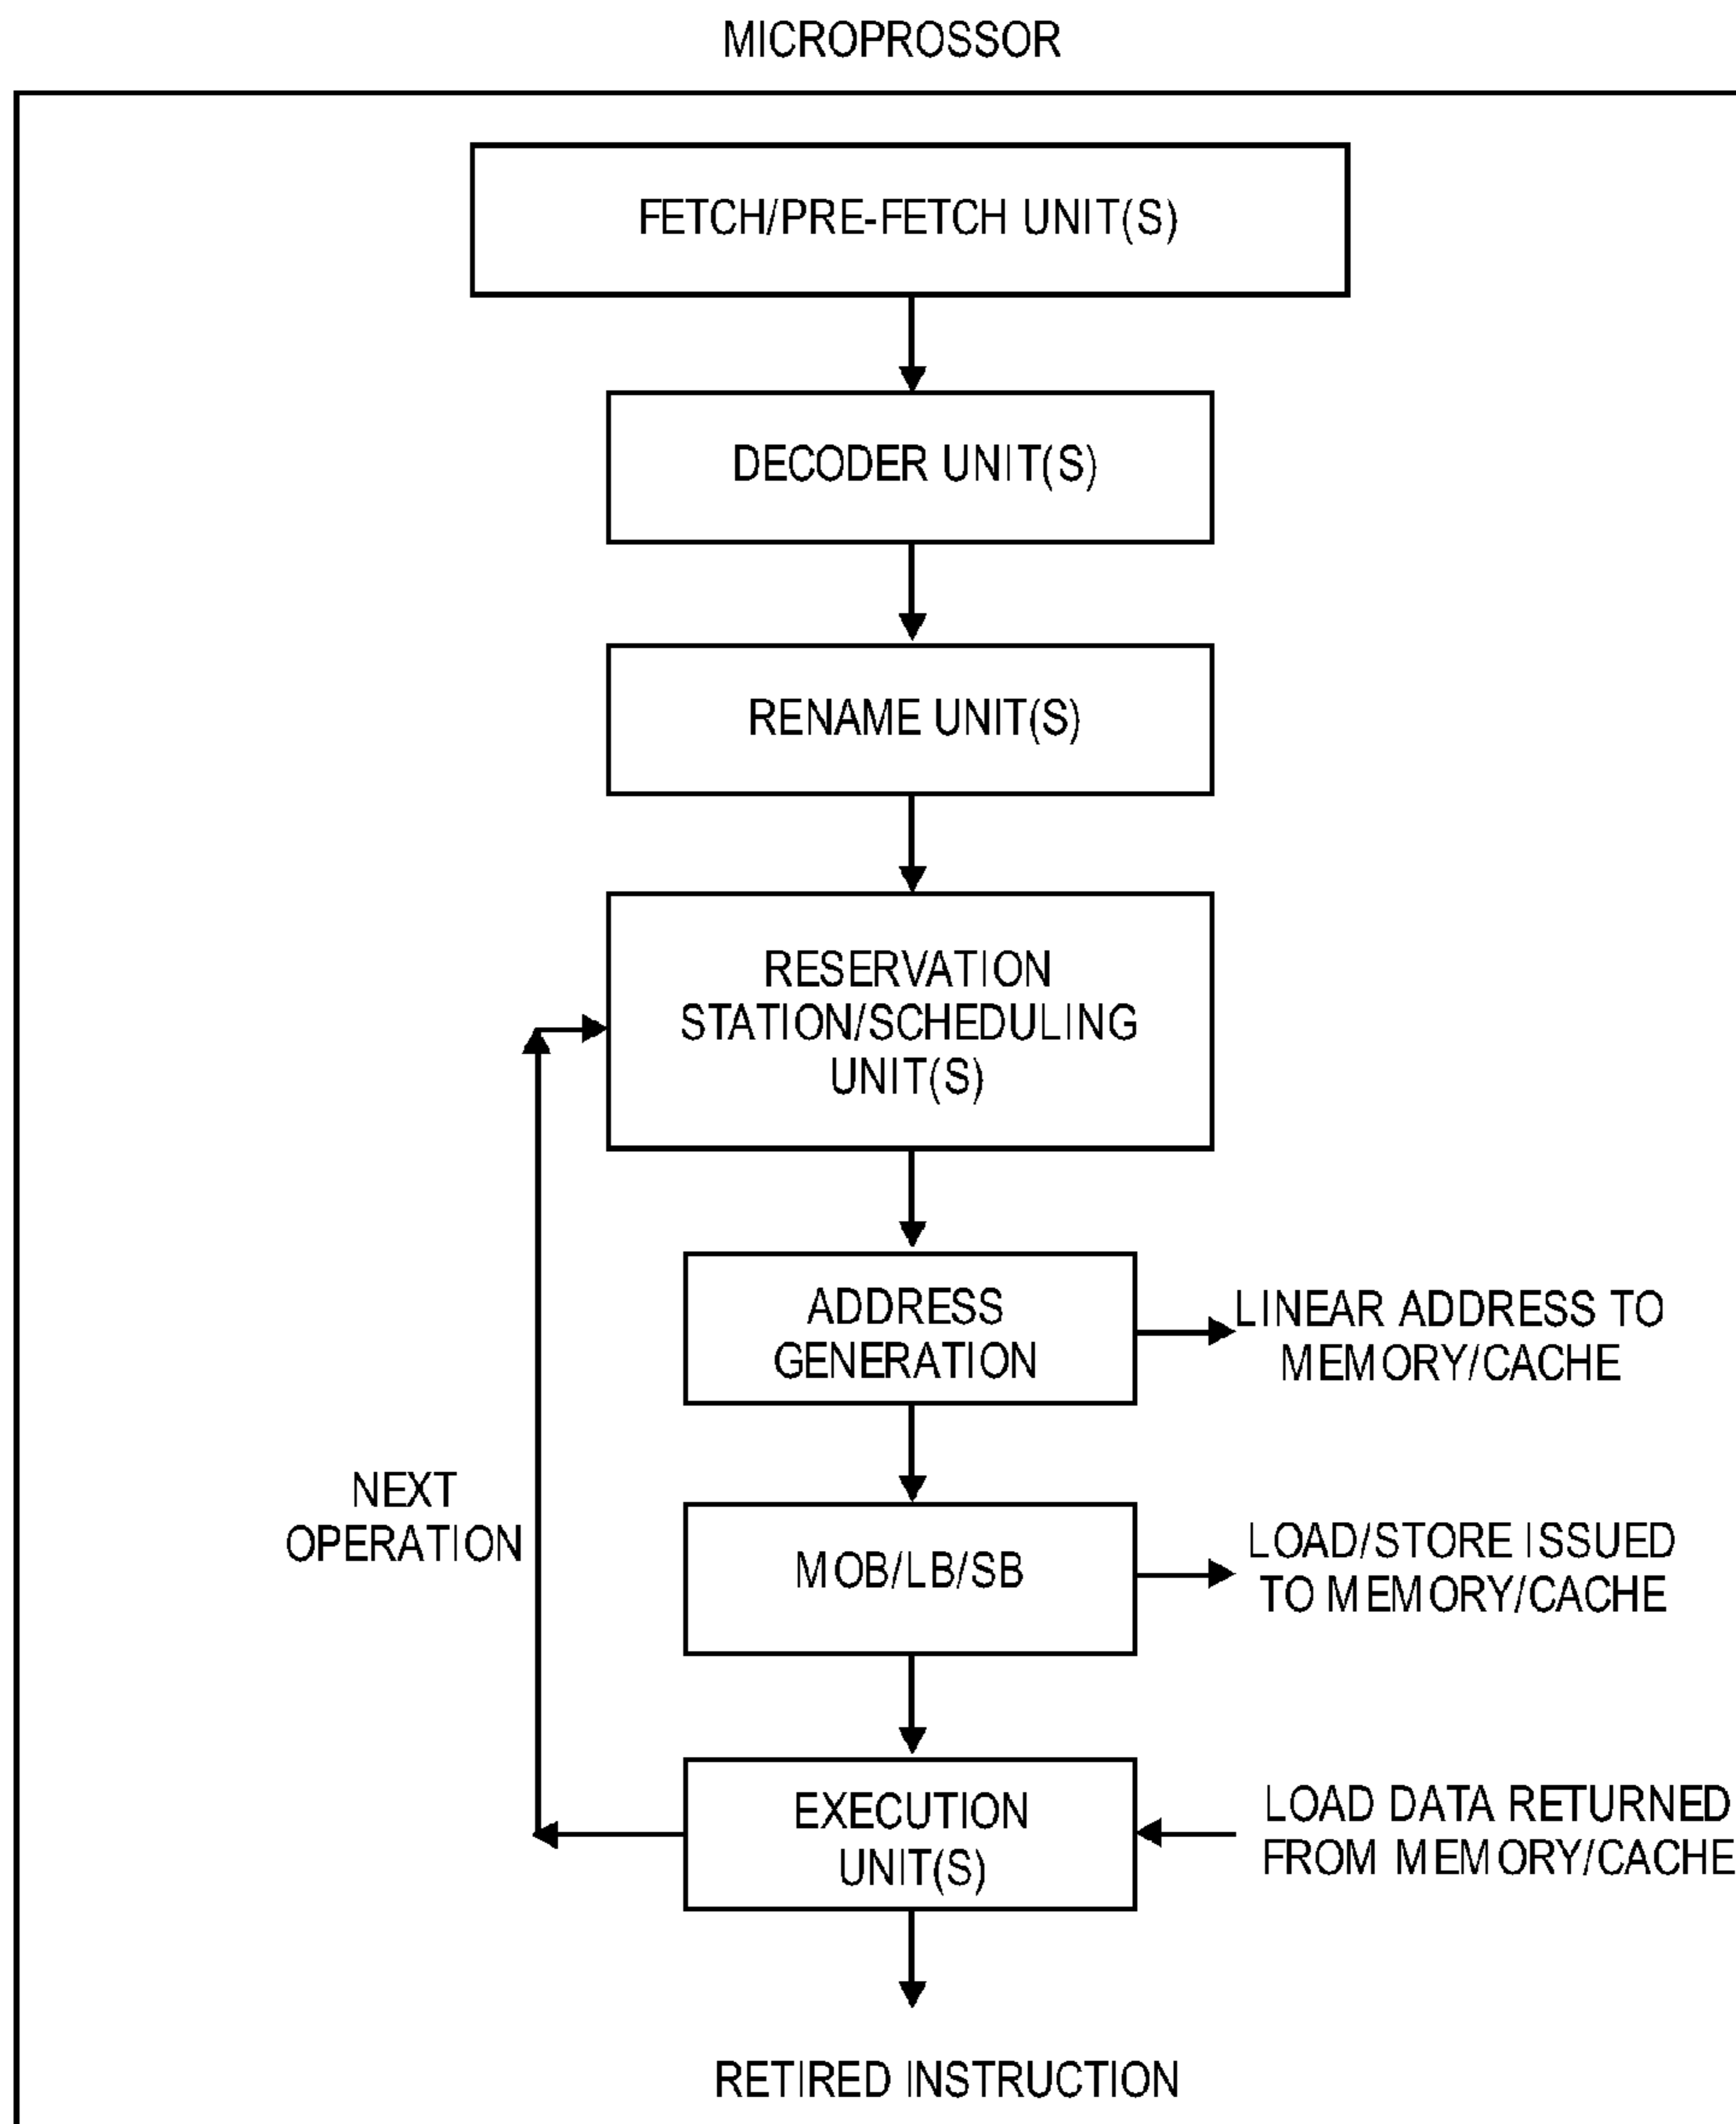 MICROPROSSOR
FETCH/PRE-FETCH UNIT(S)
DECODER UNIT(S)
RENAME UNIT(S)
RESERVATION
STATION/SCHEDULING
UNIT(S)
ADDRESS
GENERATION
LINEAR ADDRESS TO
MEMORY/CACHE
NEXT
OPERATION
MOB/LB/SB
LOAD/STORE ISSUED
TO MEMORY/CACHE
EXECUTION
UNIT(S)
LOAD DATA RETURNED
FROM MEMORY/CACHE
RETIRED INSTRUCTION